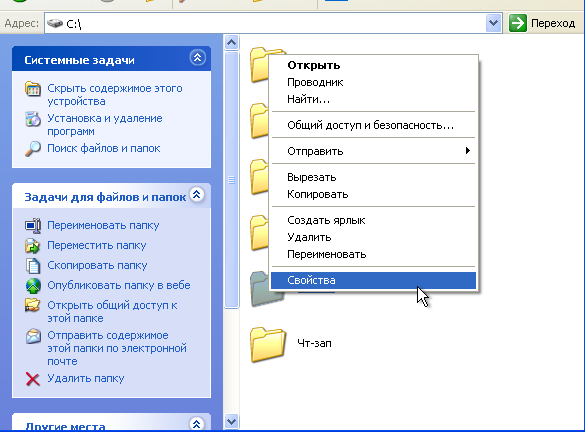 Адрес:
C:\
Переход
Системные задачи
Скрыть содержимое этого
устройства
Установка и удаление
программ
Поиск файлов и папок
Задачи для файлов и папок
Переименовать папку
Переместить папку
Скопировать папку
Опубликовать папку в вебе
Открыть общий доступ к
этой папке
Отправить содержимое
этой папки по электронной
почте
Удалить папку
Другие места
Открыть
Проводник
Найти...
Общий доступ и безопасность...
Отправить
Вырезать
Копировать
Создать ярлык
Удалить
Переименовать
Свойства
Чт-зап